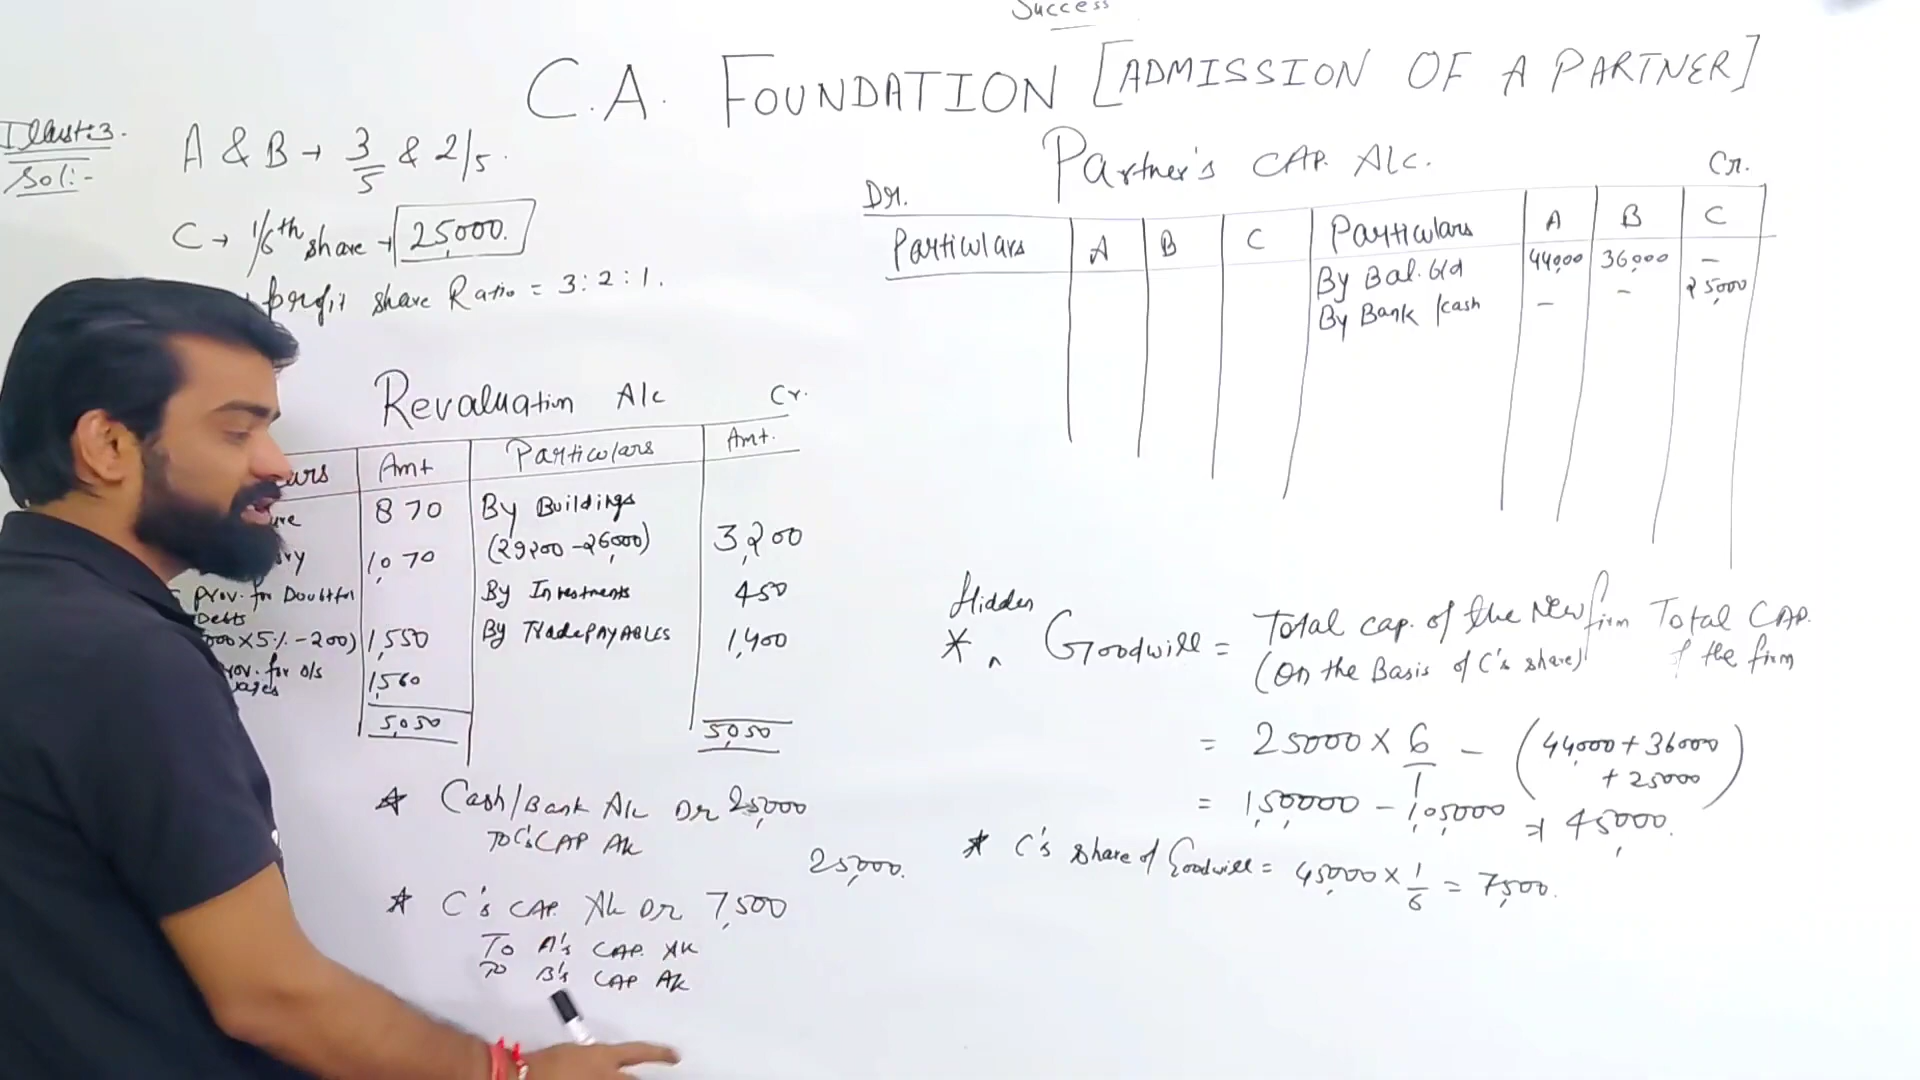 Success
C.A. FOUNDATION [ADMISSION OF A PARTNER]
Illust:3.
Sol:-
A & B → 3/5 & 2/5.
C → 1/6th share → 25,000.
profit share Ratio = 3:2:1.
Revaluation A/c
Cr.
Amt Particulars Amt.
870 By Buildings
(29200-26,000) 3,200
1,070
Prov. for Doubtful Debts
000 X 5% - 200) 1,550
By Investments 450
By Trade PAYABLES 1,400
for o/s wages 1,560
5,050 5,050
* Cash/Bank A/c Dr 25,000
To C's CAP A/c
25,000.
* C's CAP. A/c Dr 7,500
To A's CAP. A/c
To B's CAP A/c
Partner's CAP. A/c.
Dr. Cr.
Particulars A B C Particulars A B C
By Bal. b/d 44,000 36,000 -
By Bank/cash - - 25,000
* Hidden Goodwill = Total cap. of the New firm Total CAP.
(On the Basis of C's share) of the firm
= 25000 X 6/1 - (44,000 + 36000
+ 25000)
= 1,50,000 - 1,05,000 = 45,000.
* C's share of Goodwill = 45,000 X 1/6 = 7,500.